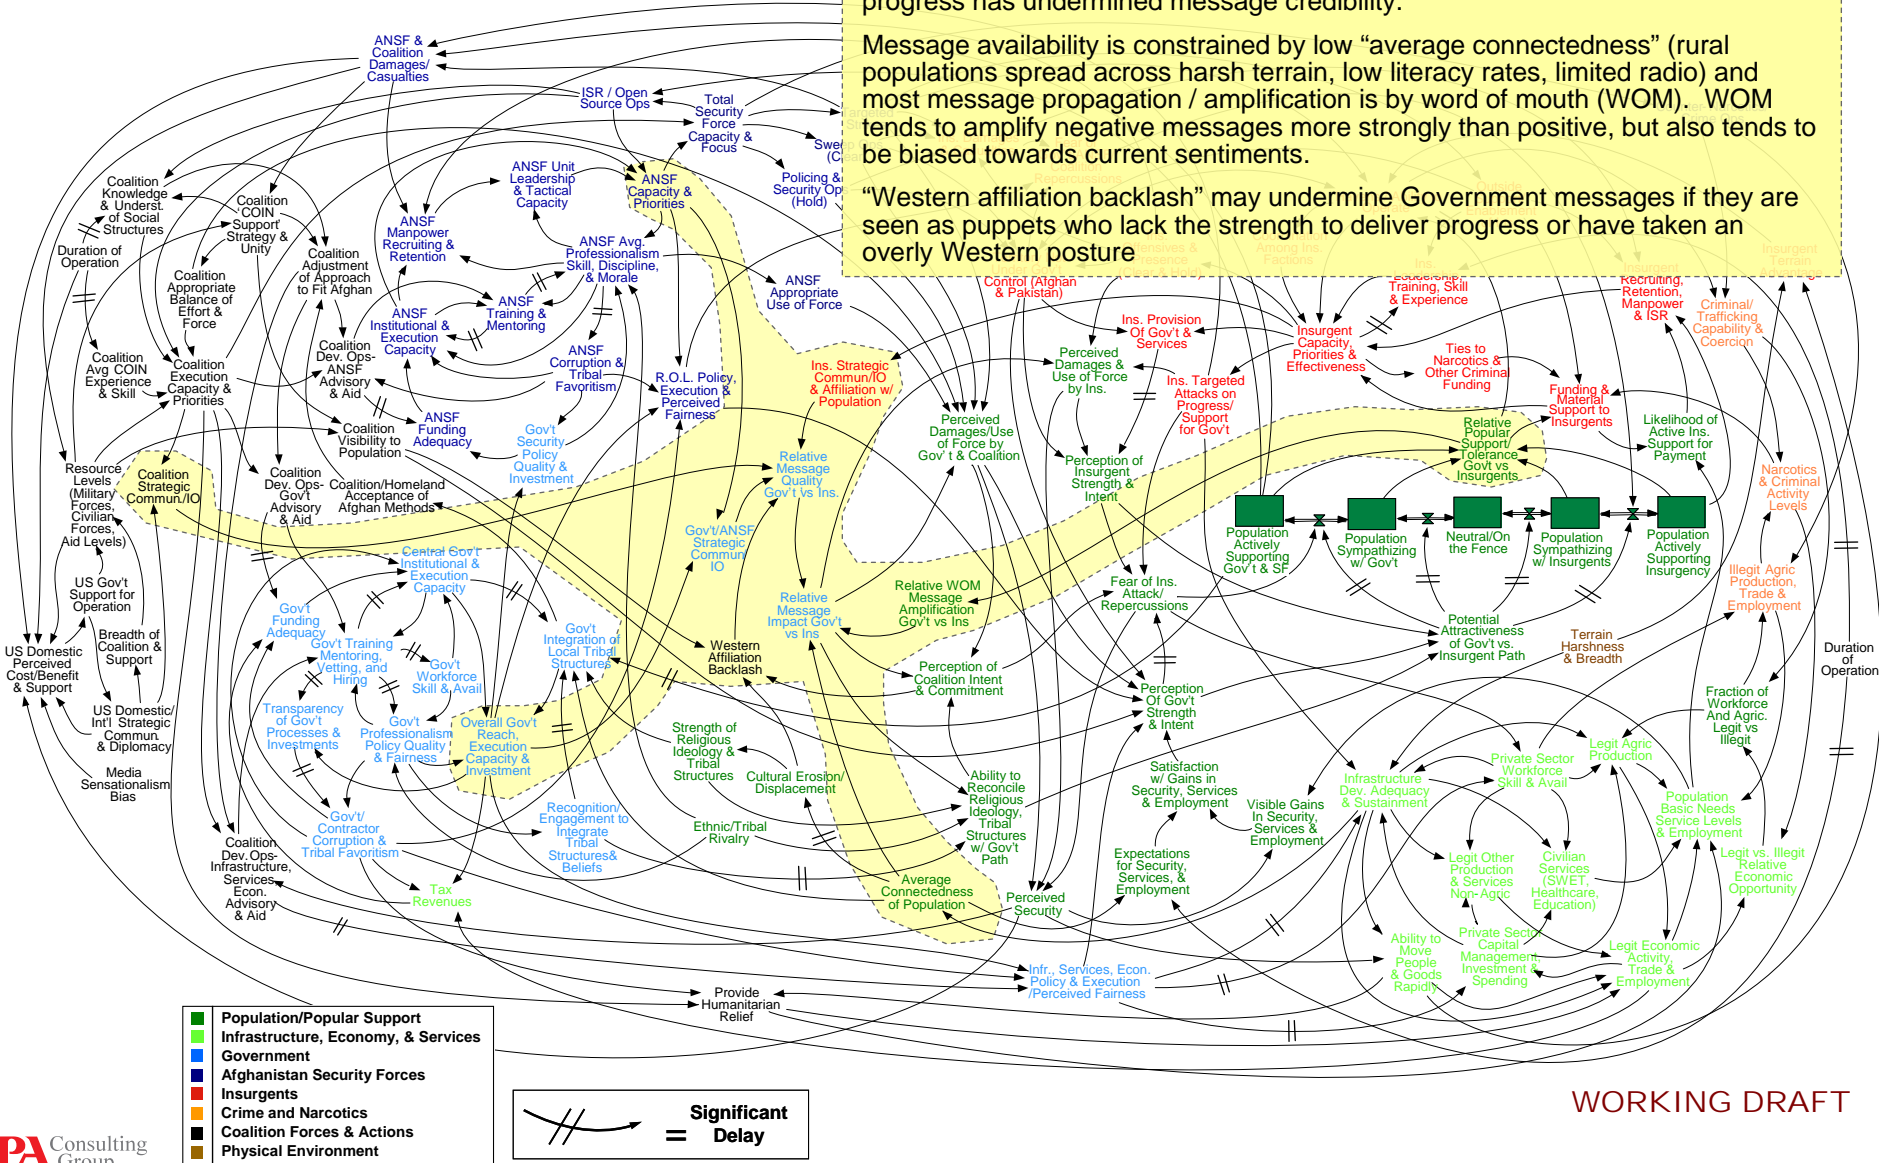 progress has undermined message credibility.
Message availability is constrained by low “average connectedness” (rural
populations spread across harsh terrain, low literacy rates, limited radio) and
most message propagation / amplification is by word of mouth (WOM). WOM
tends to amplify negative messages more strongly than positive, but also tends to
be biased towards current sentiments.
“Western affiliation backlash” may undermine Government messages if they are
seen as puppets who lack the strength to deliver progress or have taken an
overly Western posture
ANSF &
Coalition
Damages/
Casualties
ISR / Open
Source Ops
Total
Security
Force
Capacity &
Focus
Policing &
Security Ops
(Hold)
Coalition
Knowledge
& Underst.
of Social
Structures
Coalition
COIN
Support
Strategy &
Unity
Duration of
Operation
Coalition
Appropriate
Balance of
Effort &
Force
Coalition
Adjustment
of Approach
to Fit Afghan
ANSF
Manpower
Recruiting &
Retention
ANSF Unit
Leadership
& Tactical
Capacity
ANSF
Capacity &
Priorities
ANSF Avg.
Professionalism
Skill, Discipline,
& Morale
ANSF
Training &
Mentoring
ANSF
Institutional &
Execution
Capacity
ANSF
Appropriate
Use of Force
ANSF
Corruption &
Tribal
Favoritism
Coalition
Avg COIN
Experience
& Skill
Coalition
Execution
Capacity &
Priorities
Coalition
Dev. Ops-
ANSF
Advisory
& Aid
ANSF
Funding
Adequacy
R.O.L. Policy,
Execution &
Perceived
Fairness
Coalition
Visibility to
Population
Gov't
Security
Policy
Quality &
Investment
Under Gov't
Control (Afghan
& Pakistan)
Offensives &
Presence
(Clear & Hold)
Among Ins.
Factions
Ins.
Leadership,
Training, Skill
& Experience
Insurgent
Recruiting,
Retention,
Manpower
& ISR
Insurgent
Terrain
Advantage
Criminal/
Trafficking
Capability &
Coercion
Ins. Provision
Of Gov't &
Services
Insurgent
Capacity,
Priorities &
Effectiveness
Ties to
Narcotics &
Other Criminal
Funding
Funding &
Material
Support to
Insurgents
Ins. Strategic
Commun/IO
& Affiliation w/
Population
Perceived
Damages &
Use of Force
by Ins.
Ins. Targeted
Attacks on
Progress/
Support
for Gov't
Perceived
Damages/Use
of Force by
Gov' t & Coalition
Perception of
Insurgent
Strength &
Intent
Relative
Popular
Support/
Tolerance
Gov't vs
Insurgents
Likelihood of
Active Ins.
Support for
Payment
Narcotics
& Criminal
Activity
Levels
Resource
Levels
(Military
Forces,
Civilian
Forces,
Aid Levels)
Coalition
Strategic
Commun./IO
Coalition
Dev. Ops-
Gov't
Advisory
& Aid
Coalition/Homeland
Acceptance of
Afghan Methods
Relative
Message
Quality
Gov't vs Ins.
Gov't/ANSF
Strategic
Commun/
IO
Population
Actively
Supporting
Gov't & SF
Population
Sympathizing
w/ Gov't
Neutral/On
the Fence
Population
Sympathizing
w/ Insurgents
Population
Actively
Supporting
Insurgency
US Gov't
Support for
Operation
Central Gov't
Institutional &
Execution
Capacity
Gov't
Funding
Adequacy
Gov't Training
Mentoring,
Vetting, and
Hiring
Gov't
Workforce
Skill & Avail
Gov't
Integration of
Local Tribal
Structures
Relative
Message
Impact Gov't
vs Ins
Relative WOM
Message
Amplification
Gov't vs Ins
Fear of Ins.
Attack/
Repercussions
Illegit Agric
Production,
Trade &
Employment
Potential
Attractiveness
of Gov't vs.
Insurgent Path
Terrain
Harshness
& Breadth
Duration
of
Operation
US Domestic
Perceived
Cost/Benefit
& Support
Breadth of
Coalition &
Support
Western
Affiliation
Backlash
Perception of
Coalition Intent
& Commitment
Perception
Of Gov't
Strength
& Intent
US Domestic/
Int'l Strategic
Commun.
& Diplomacy
Transparency
of Gov't
Processes &
Investments
Gov't
Professionalism
Policy Quality
& Fairness
Overall Gov't
Reach,
Execution
Capacity &
Investment
Strength of
Religious
Ideology &
Tribal
Structures
Cultural Erosion/
Displacement
Fraction of
Workforce
And Agric.
Legit vs
Illegit
Media
Sensationalism
Bias
Gov't/
Contractor
Corruption &
Tribal Favoritism
Recognition/
Engagement to
Integrate
Tribal
Structures&
Beliefs
Ethnic/Tribal
Rivalry
Ability to
Reconcile
Religious
Ideology,
Tribal
Structures
w/ Gov't
Path
Satisfaction
w/ Gains in
Security, Services
& Employment
Visible Gains
In Security,
Services &
Employment
Infrastructure
Dev. Adequacy
& Sustainment
Private Sector
Workforce
Skill & Avail
Legit Agric
Production
Population
Basic Needs
Service Levels
& Employment
Coalition
Dev. Ops-
Infrastructure,
Services,
Econ.
Advisory
& Aid
Tax
Revenues
Average
Connectedness
of Population
Perceived
Security
Expectations
for Security,
Services, &
Employment
Legit Other
Production
& Services
Non-Agric
Civilian
Services
(SWET,
Healthcare,
Education)
Legit vs. Illegit
Relative
Economic
Opportunity
Infr., Services, Econ.
Policy & Execution
/Perceived Fairness
Ability to
Move
People
& Goods
Rapidly
Private Sector
Capital
Management,
Investment &
Spending
Legit Economic
Activity,
Trade &
Employment
Provide
Humanitarian
Relief
Population/Popular Support
Infrastructure, Economy, & Services
Government
Afghanistan Security Forces
Insurgents
Crime and Narcotics
Coalition Forces & Actions
Physical Environment
Significant
= Delay
WORKING DRAFT
PA Consulting
Group